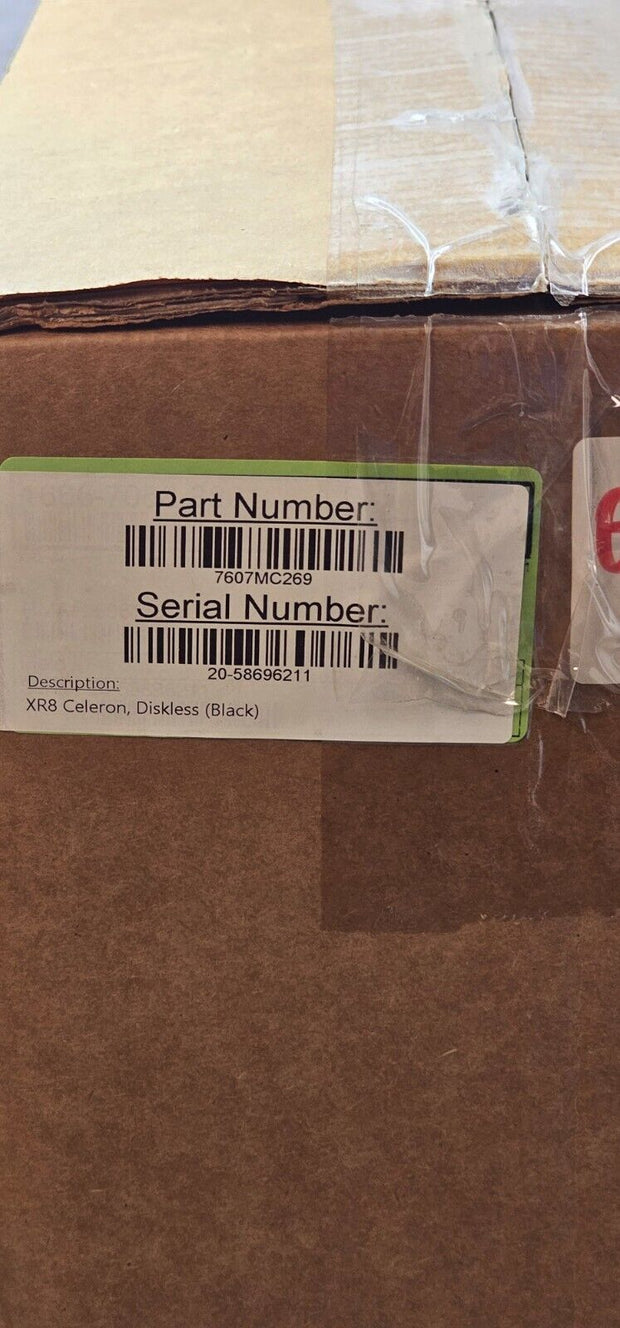 Part Number:
7607MC269
Serial Number:
20-58696211
Description:
XR8 Celeron, Diskless (Black)